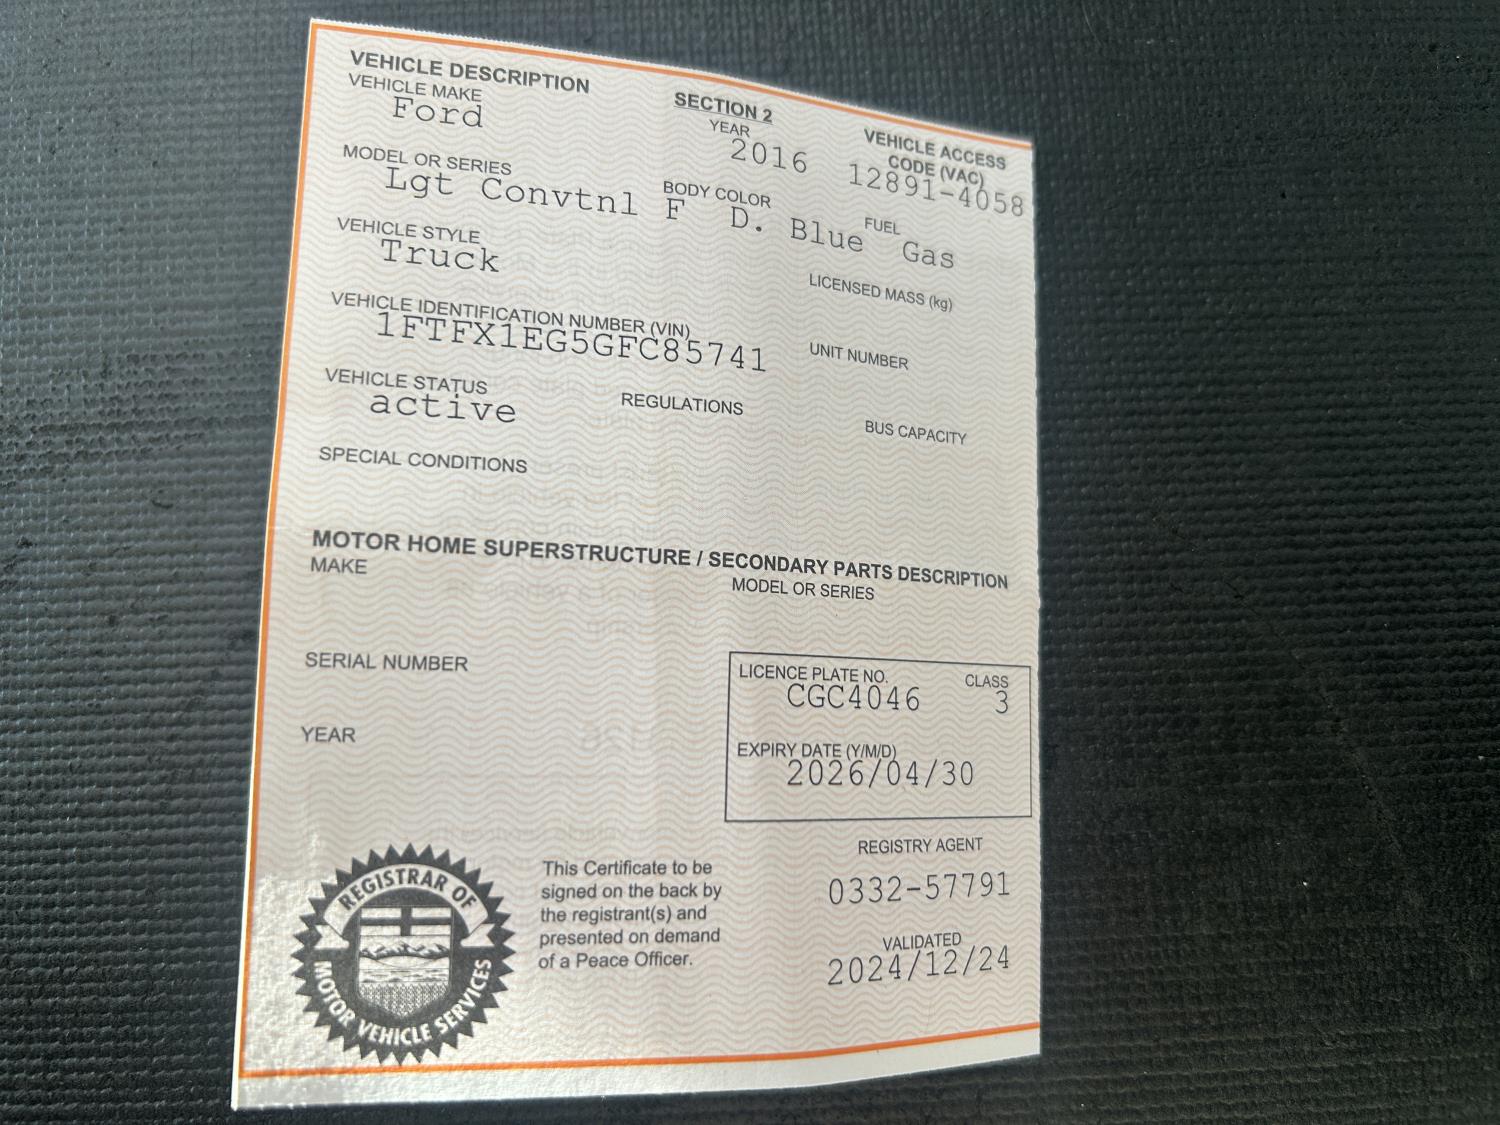 VEHICLE DESCRIPTION
SECTION 2
VEHICLE MAKE
Ford
YEAR
2016
VEHICLE ACCESS
CODE (VAC)
12891-4058
MODEL OR SERIES
Lgt Convtnl F
BODY COLOR
D. Blue
FUEL
Gas
VEHICLE STYLE
Truck
LICENSED MASS (kg)
VEHICLE IDENTIFICATION NUMBER (VIN)
1FTFX1EG5GFC85741
UNIT NUMBER
VEHICLE STATUS
active
REGULATIONS
BUS CAPACITY
SPECIAL CONDITIONS
MOTOR HOME SUPERSTRUCTURE / SECONDARY PARTS DESCRIPTION
MAKE
MODEL OR SERIES
SERIAL NUMBER
YEAR
LICENCE PLATE NO.
CLASS
CGC4046
3
EXPIRY DATE (Y/M/D)
2026/04/30
REGISTRY AGENT
0332-57791
VALIDATED
2024/12/24
This Certificate to be
signed on the back by
the registrant(s) and
presented on demand
of a Peace Officer.
REGISTRAR OF
MOTOR VEHICLE SERVICES